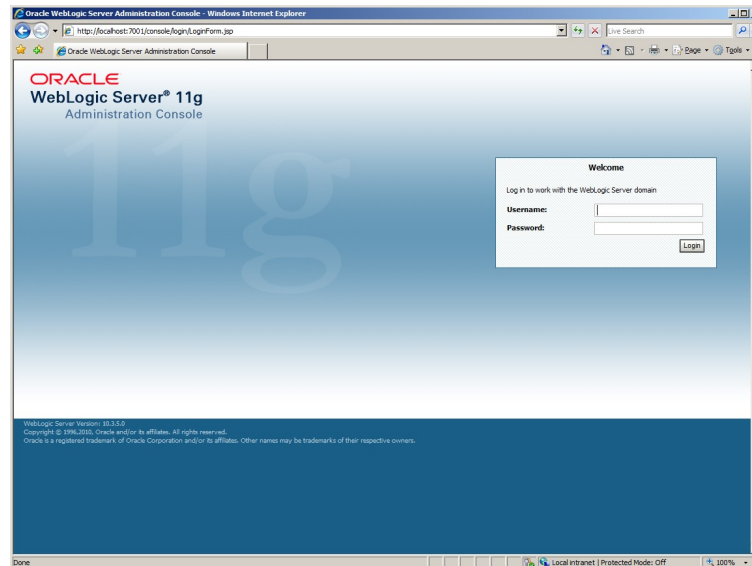 Oracle WebLogic Server Administration Console - Windows Internet Explorer
http://localhost:7001/console/login/LoginForm.jsp
Live Search
Oracle WebLogic Server Administration Console
Page
Tools
ORACLE
WebLogic Server® 11g
Administration Console
11g
Welcome
Log in to work with the WebLogic Server domain
Username:
Password:
Login
WebLogic Server Version: 10.3.5.0
Copyright © 1996,2010, Oracle and/or its affiliates. All rights reserved.
Oracle is a registered trademark of Oracle Corporation and/or its affiliates. Other names may be trademarks of their respective owners.
Done
Local intranet | Protected Mode: Off
100%